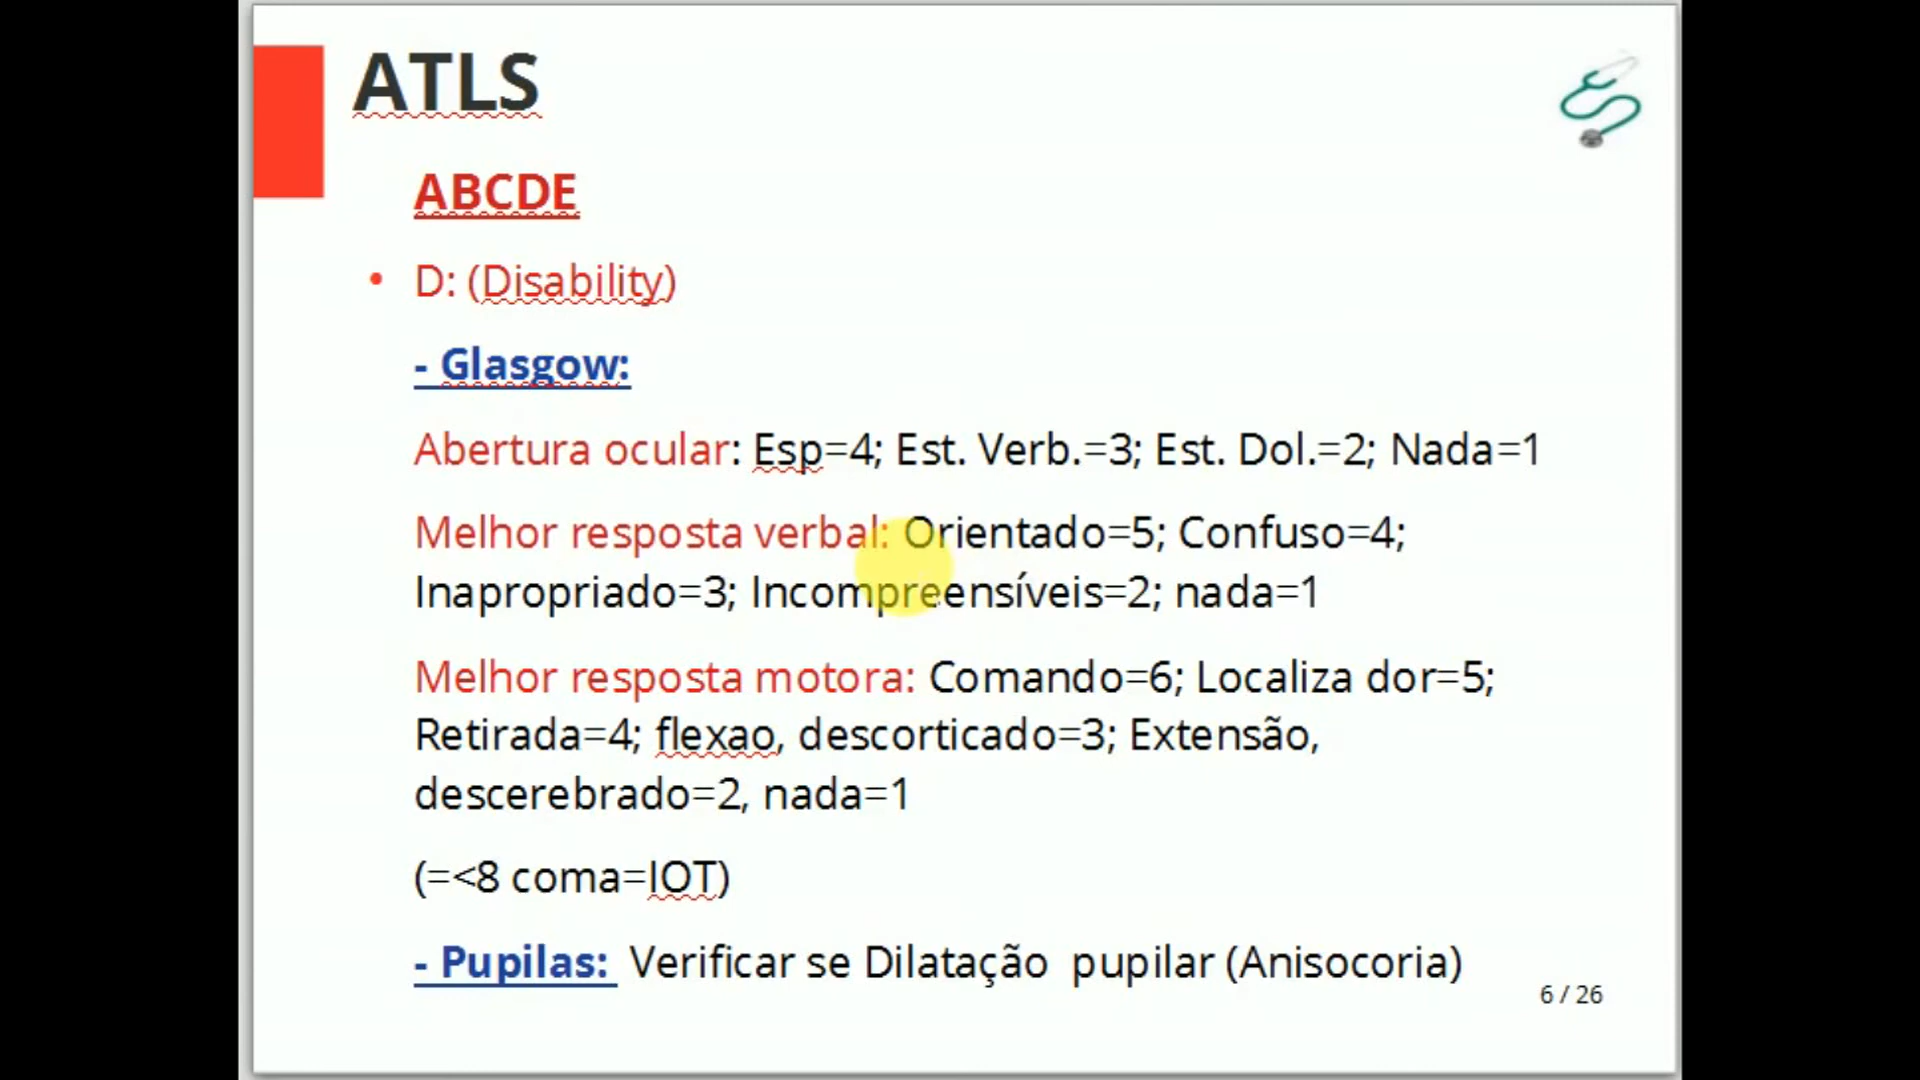 ATLS
ABCDE
• D: (Disability)
- Glasgow:
Abertura ocular: Esp=4; Est. Verb.=3; Est. Dol.=2; Nada=1
Melhor resposta verbal: Orientado=5; Confuso=4;
Inapropriado=3; Incompreensíveis=2; nada=1
Melhor resposta motora: Comando=6; Localiza dor=5;
Retirada=4; flexao, descorticado=3; Extensão,
descerebrado=2, nada=1
(=<8 coma=IOT)
- Pupilas: Verificar se Dilatação pupilar (Anisocoria)
6 / 26